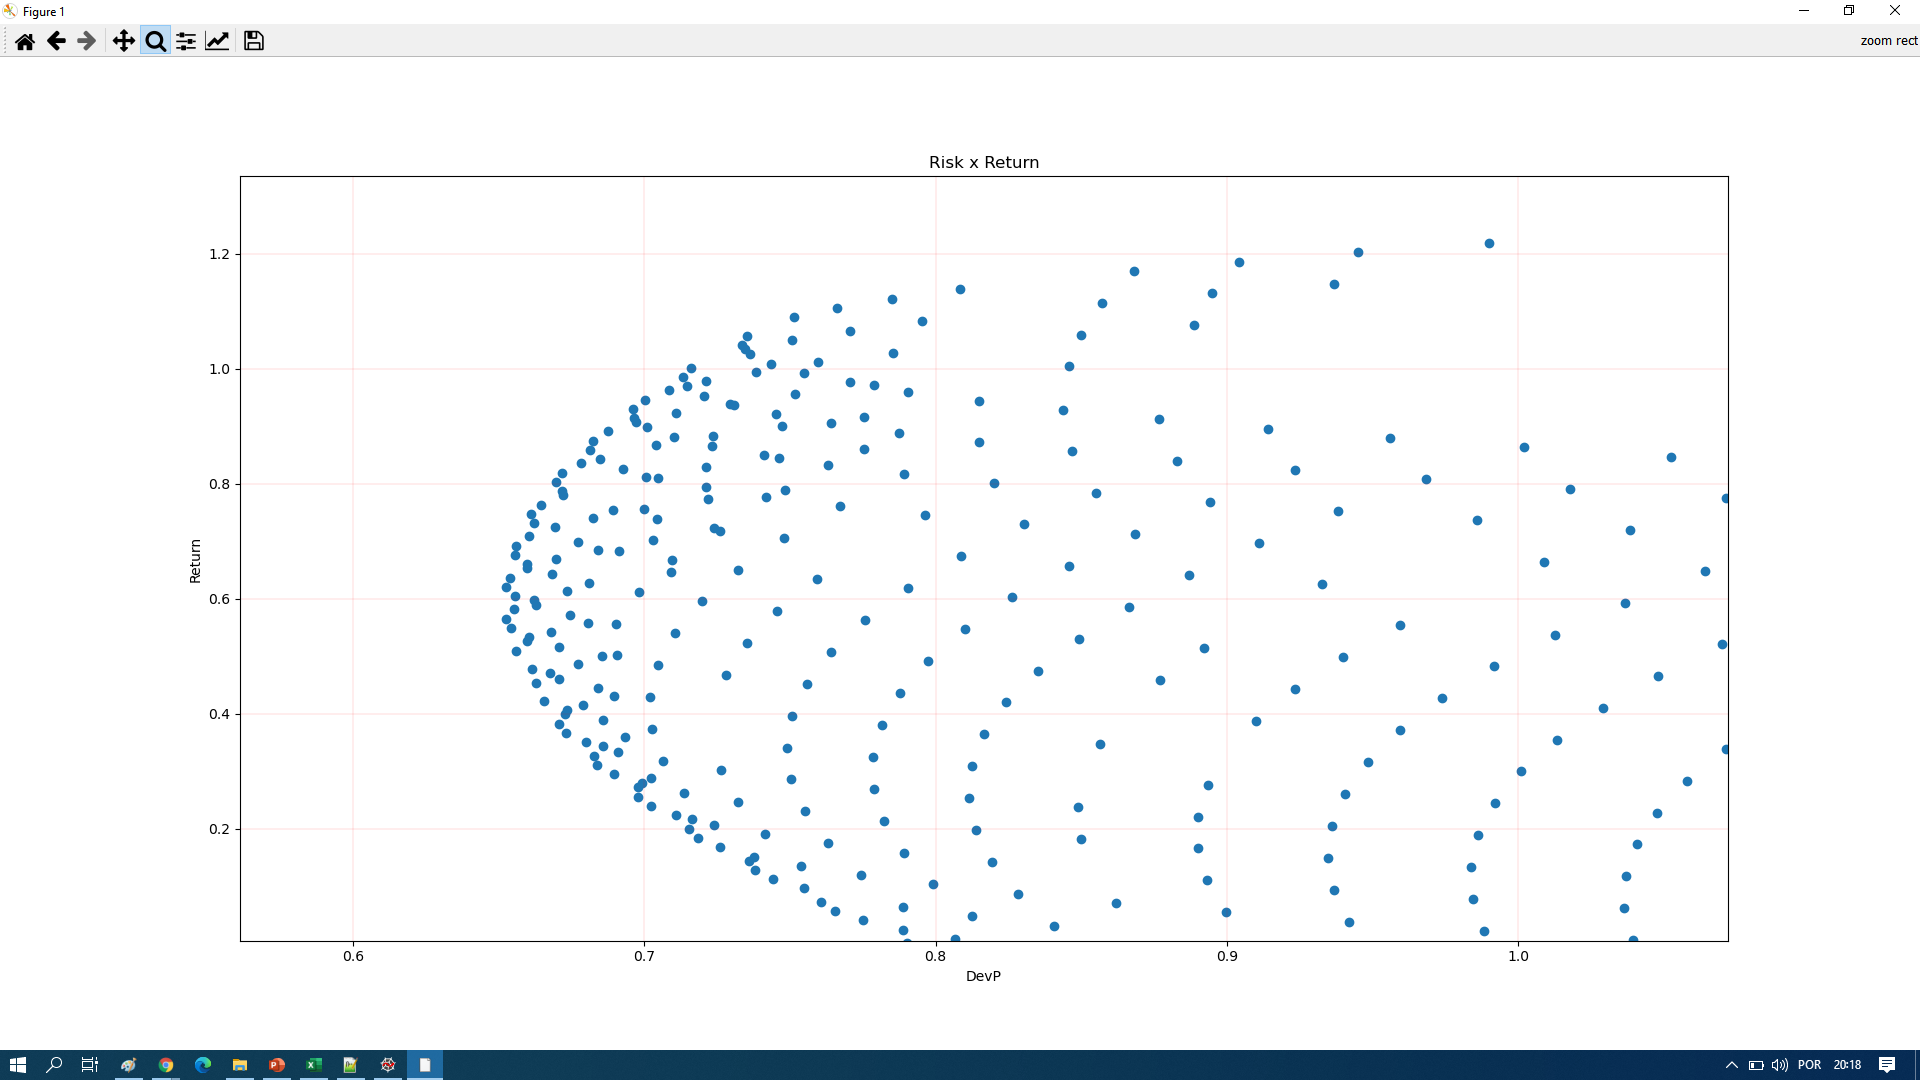 Figure 1
zoom rect
Risk x Return
1.2
1.0
0.8
0.6
0.4
0.2
Return
0.6 0.7 0.8 0.9 1.0
DevP
POR 20:18